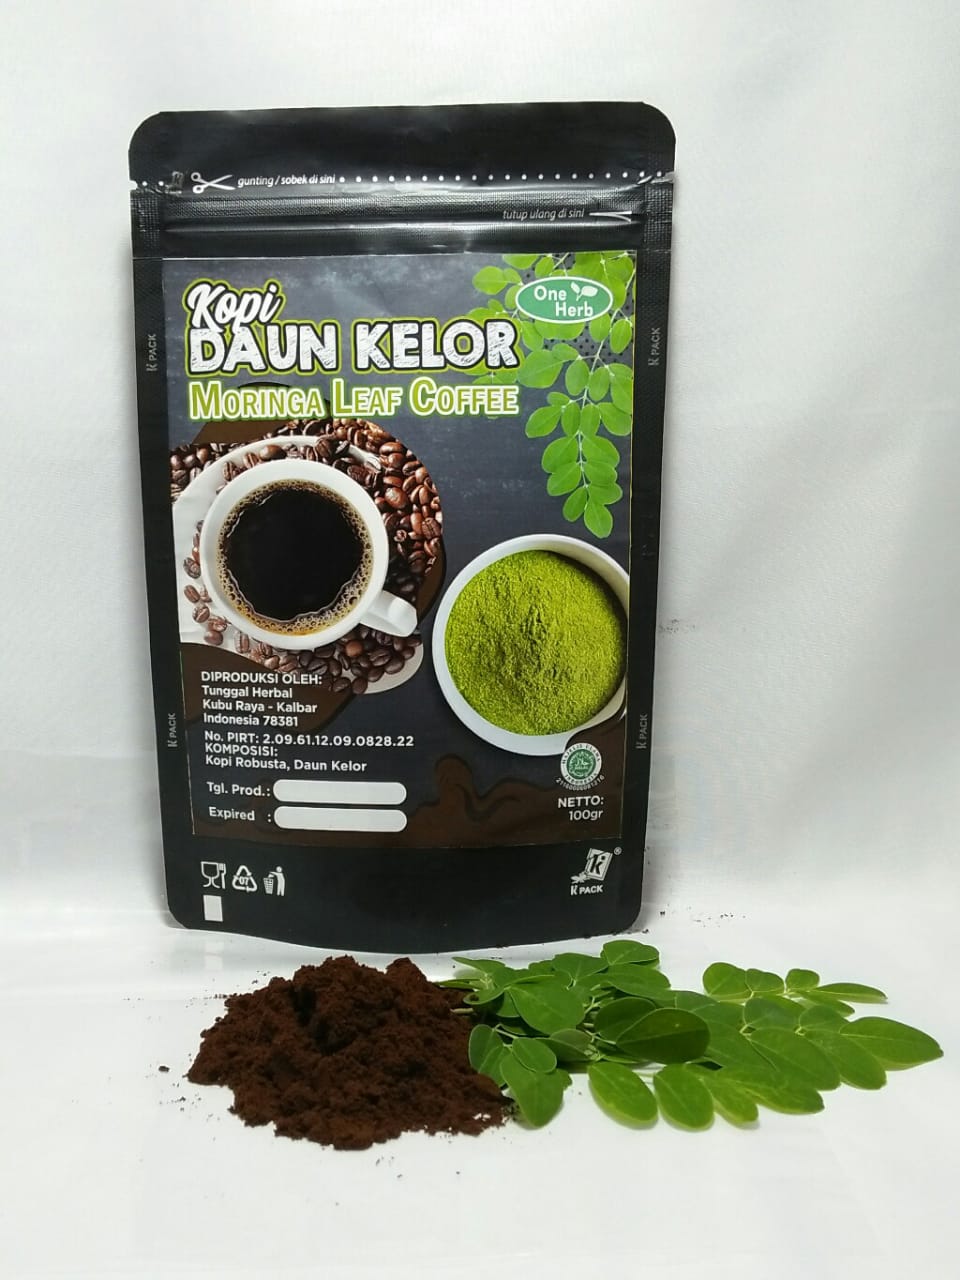 gunting / sobek di sini
tutup ulang di sini
One
Herb
Kopi
DAUN KELOR
MORINGA LEAF COFFEE
K PACK
K PACK
DIPRODUKSI OLEH:
Tunggal Herbal
Kubu Raya - Kalbar
Indonesia 78381
No. PIRT: 2.09.61.12.09.0828.22
KOMPOSISI:
Kopi Robusta, Daun Kelor
Tgl. Prod.:
Expired :
NETTO:
100gr
K PACK
K PACK
07
K PACK